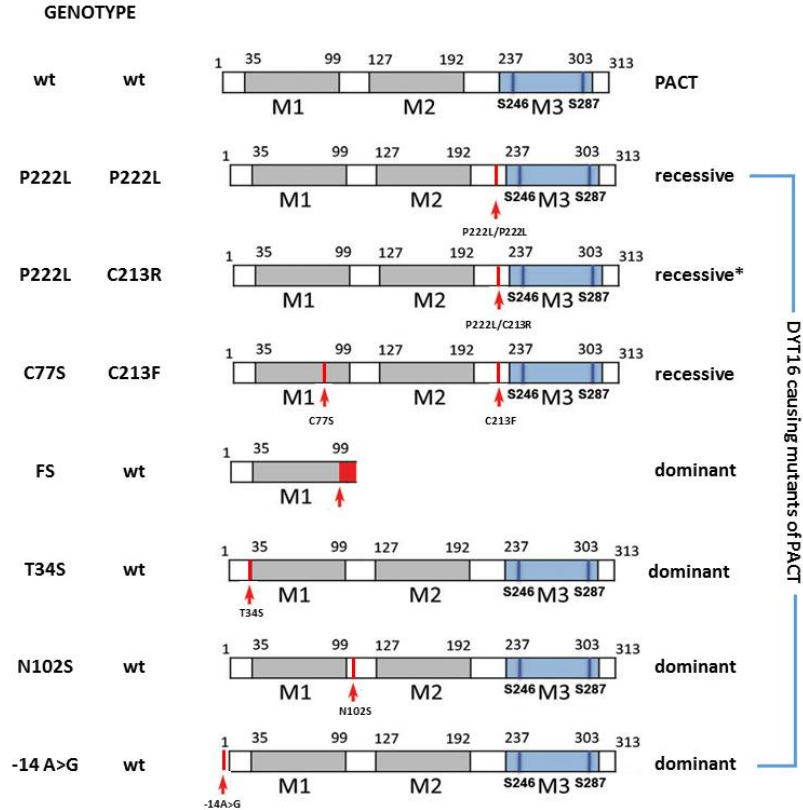 GENOTYPE
wt wt 1 35 99 127 192 237 303 313 PACT
M1 M2 S246 M3 S287
P222L P222L 1 35 99 127 192 237 303 313 recessive
M1 M2 S246 M3 S287
P222L/P222L
P222L C213R 1 35 99 127 192 237 303 313 recessive*
M1 M2 S246 M3 S287
P222L/C213R
C77S C213F 1 35 99 127 192 237 303 313 recessive
M1 M2 S246 M3 S287
C77S C213F
FS wt 1 35 99 dominant
M1
T34S wt 1 35 99 127 192 237 303 313 dominant
M1 M2 S246 M3 S287
T34S
N102S wt 1 35 99 127 192 237 303 313 dominant
M1 M2 S246 M3 S287
N102S
-14 A>G wt 1 35 99 127 192 237 303 313 dominant
M1 M2 S246 M3 S287
-14A>G
DYT16 causing mutants of PACT